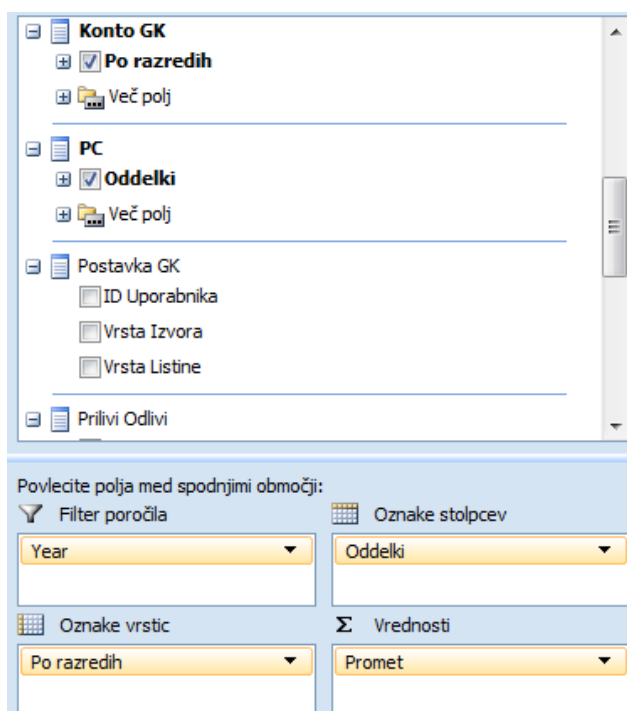 Konto GK
Po razredih
Več polj
PC
Oddelki
Več polj
Postavka GK
ID Uporabnika
Vrsta Izvora
Vrsta Listine
Prilivi Odlivi
Povlecite polja med spodnjimi območji:
Filter poročila
Oznake stolpcev
Year
Oddelki
Oznake vrstic
Σ Vrednosti
Po razredih
Promet